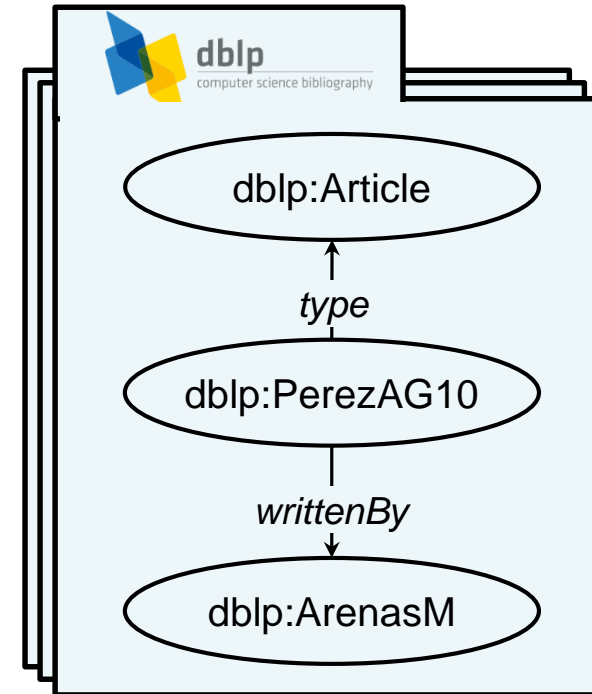 dblp
computer science bibliography
dblp:Article
type
dblp:PerezAG10
writtenBy
dblp:ArenasM